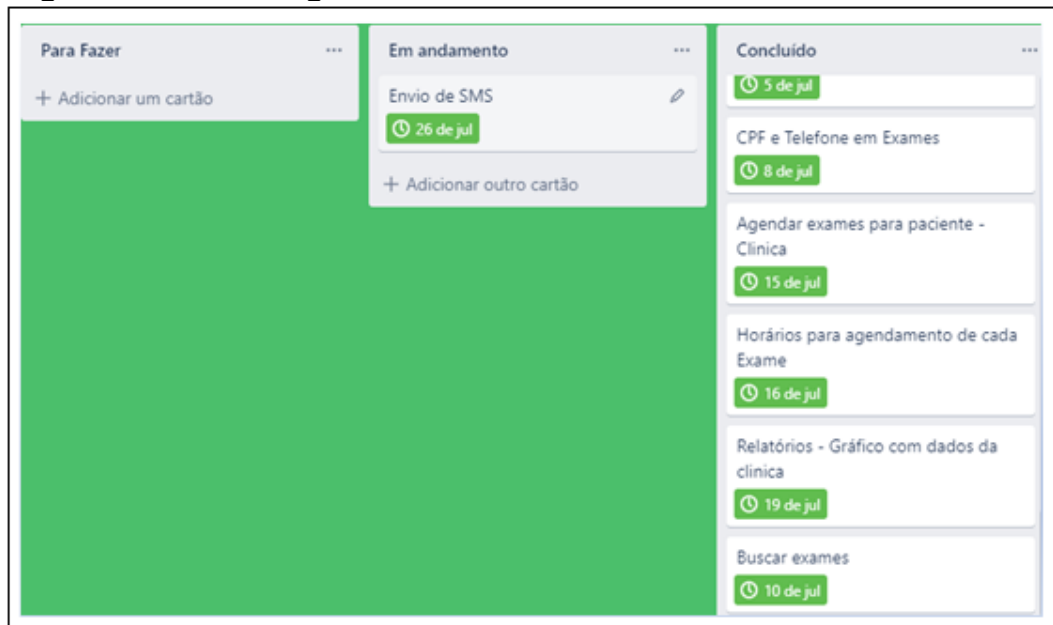 Para Fazer
+ Adicionar um cartão
Em andamento
Envio de SMS
26 de jul
+ Adicionar outro cartão
Concluído
5 de jul
CPF e Telefone em Exames
8 de jul
Agendar exames para paciente -
Clinica
15 de jul
Horários para agendamento de cada
Exame
16 de jul
Relatórios - Gráfico com dados da
clinica
19 de jul
Buscar exames
10 de jul